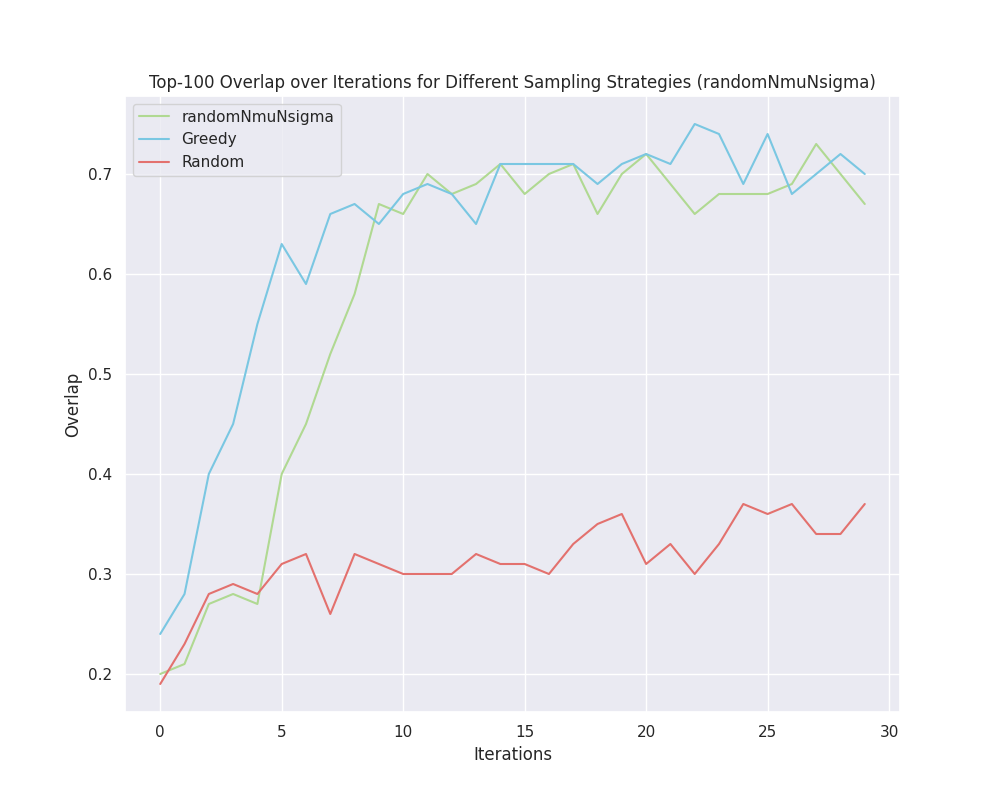 Top-100 Overlap over Iterations for Different Sampling Strategies (randomNmuNsigma)
randomNmuNsigma
Greedy
Random
0.7
0.6
0.5
0.4
0.3
0.2
Overlap
0 5 10 15 20 25 30
Iterations